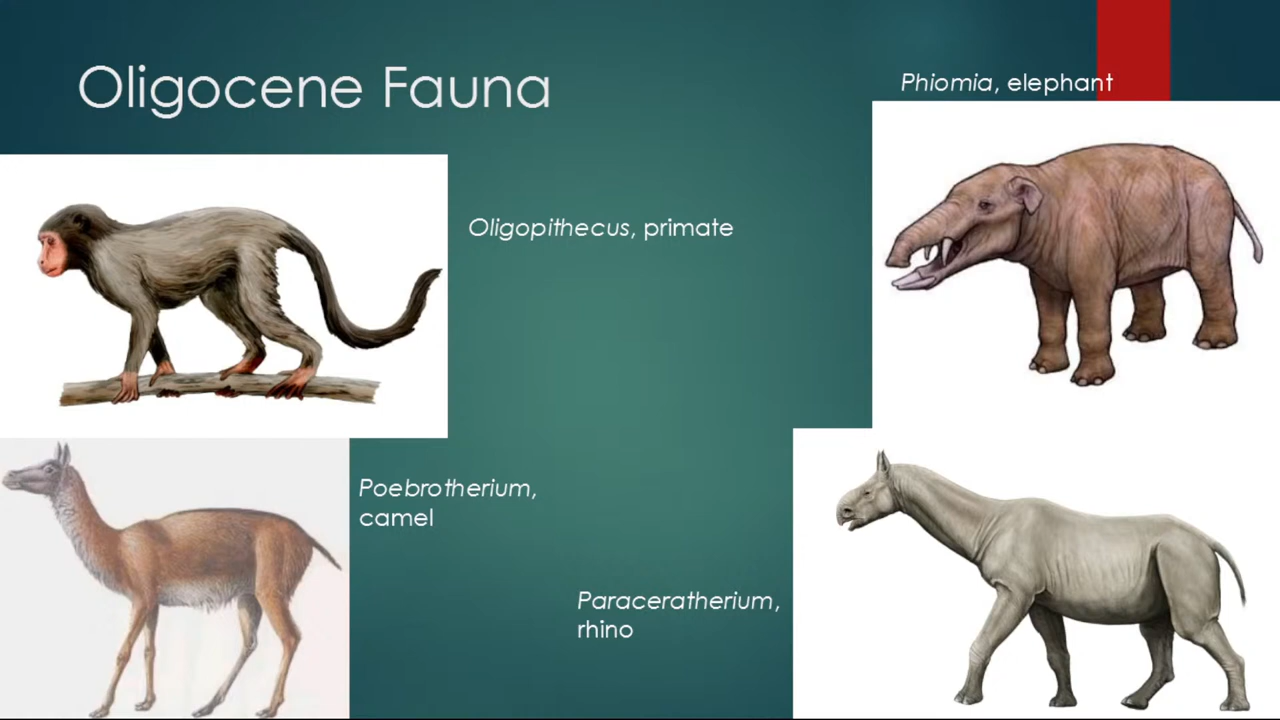 Oligocene Fauna
Phiomia, elephant
Oligopithecus, primate
Poebrotherium,
camel
Paraceratherium,
rhino